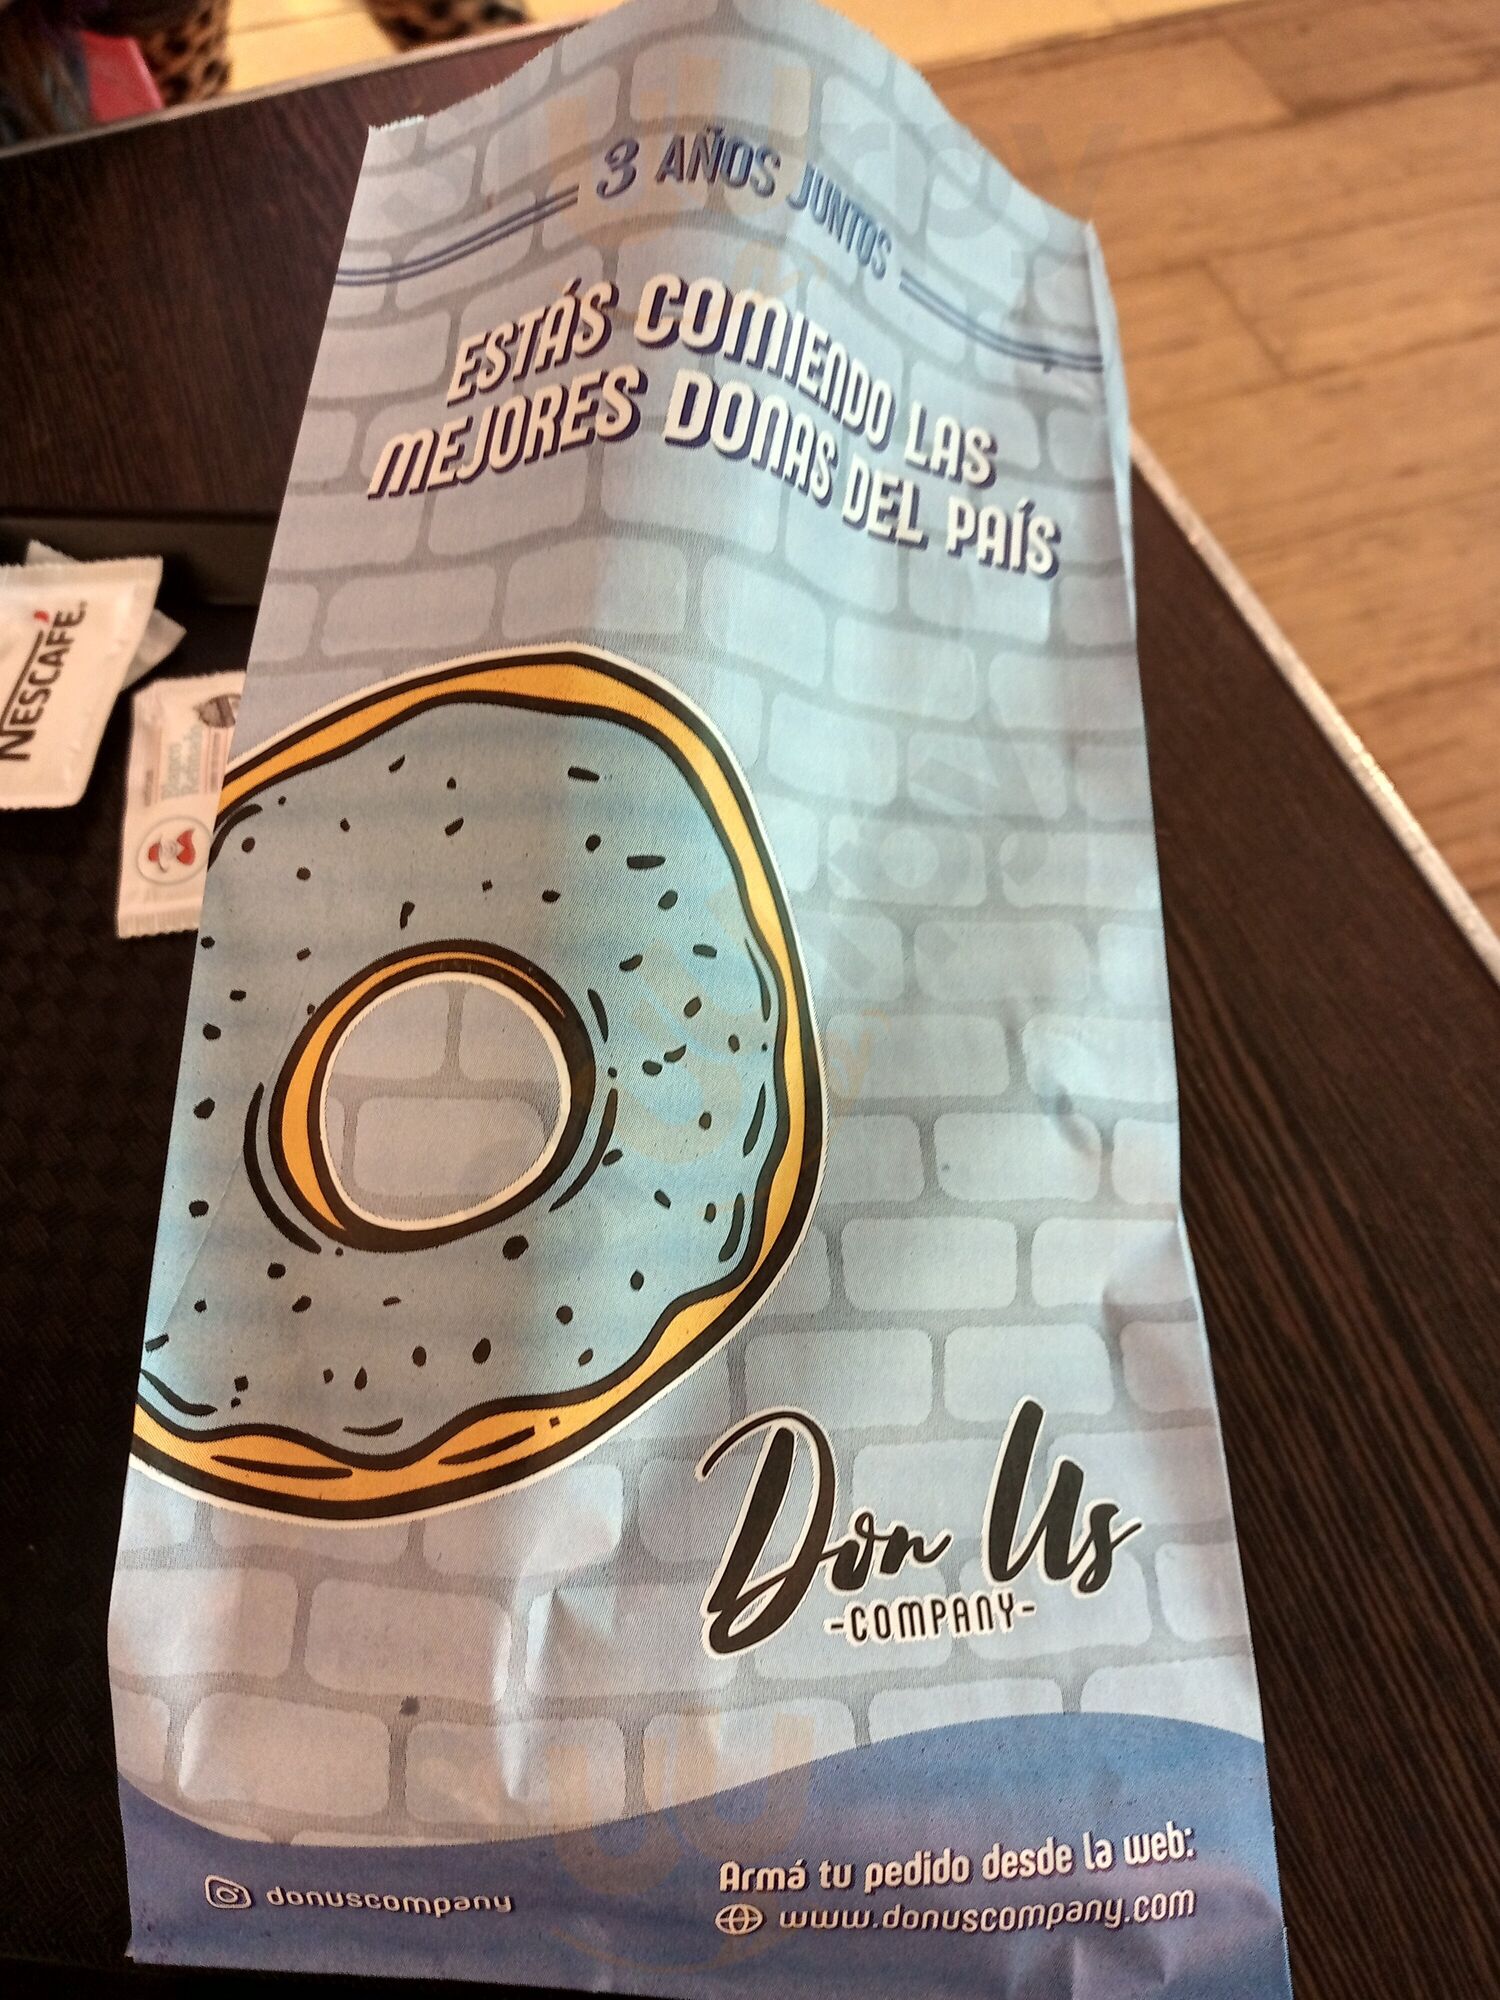 3 AÑOS JUNTOS
ESTÁS COMIENDO LAS
MEJORES DONAS DEL PAÍS
NESCAFÉ.
Don Us
-COMPANY-
Armá tu pedido desde la web:
donuscompany
www.donuscompany.com